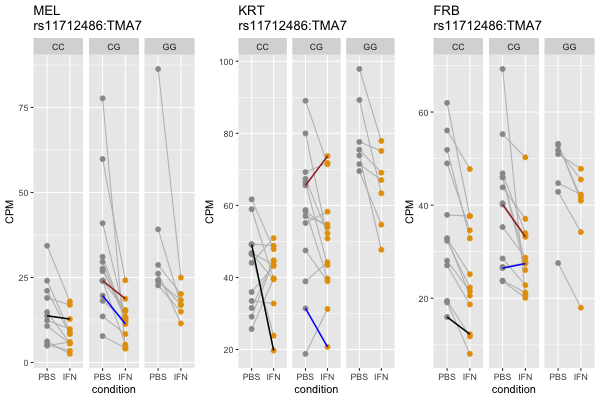 MEL
rs11712486:TMA7
CC CG GG
CPM
75
50
25
0
PBS IFN PBS IFN PBS IFN
condition
KRT
rs11712486:TMA7
CC CG GG
CPM
100
80
60
40
20
PBS IFN PBS IFN PBS IFN
condition
FRB
rs11712486:TMA7
CC CG GG
CPM
60
40
20
PBS IFN PBS IFN PBS IFN
condition